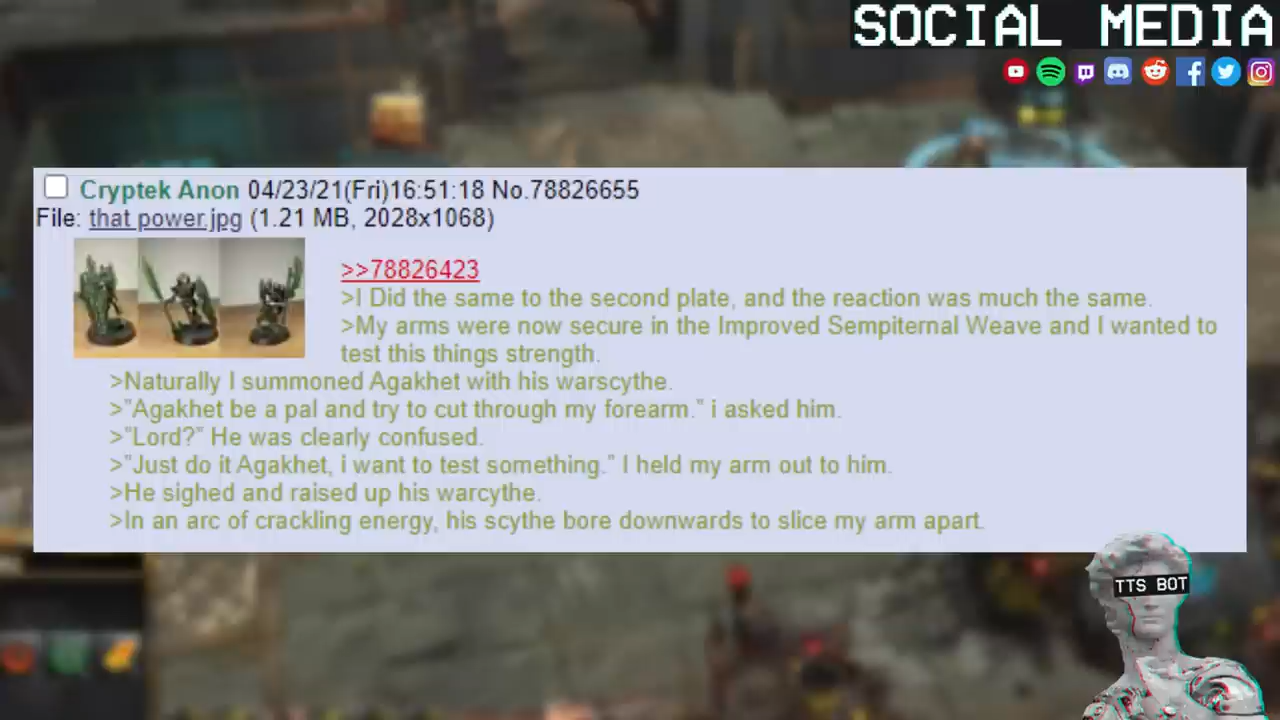 SOCIAL MEDIA
Cryptek Anon 04/23/21(Fri)16:51:18 No.78826655
File: that power.jpg (1.21 MB, 2028x1068)
>>78826423
>I Did the same to the second plate, and the reaction was much the same.
>My arms were now secure in the Improved Sempiternal Weave and I wanted to
test this things strength.
>Naturally I summoned Agakhet with his warscythe.
>"Agakhet be a pal and try to cut through my forearm." i asked him.
>"Lord?" He was clearly confused.
>"Just do it Agakhet, i want to test something." I held my arm out to him.
>He sighed and raised up his warcythe.
>In an arc of crackling energy, his scythe bore downwards to slice my arm apart.
TTS BOT